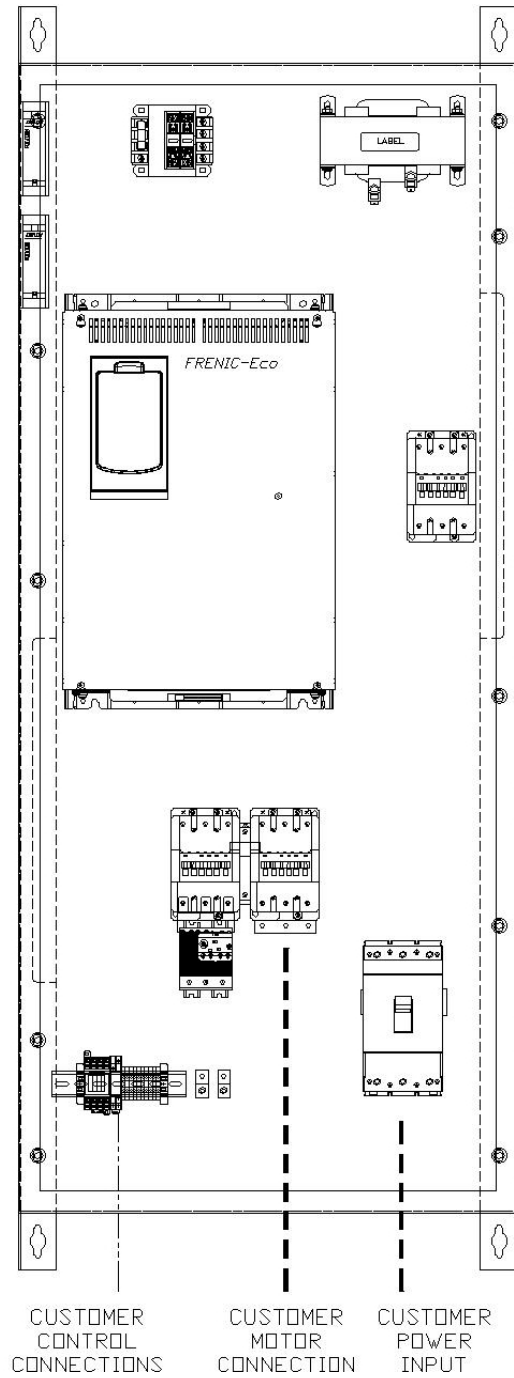 LABEL
FRENIC-Eco
CUSTOMER
CONTROL
CONNECTIONS
CUSTOMER
MOTOR
CONNECTION
CUSTOMER
POWER
INPUT